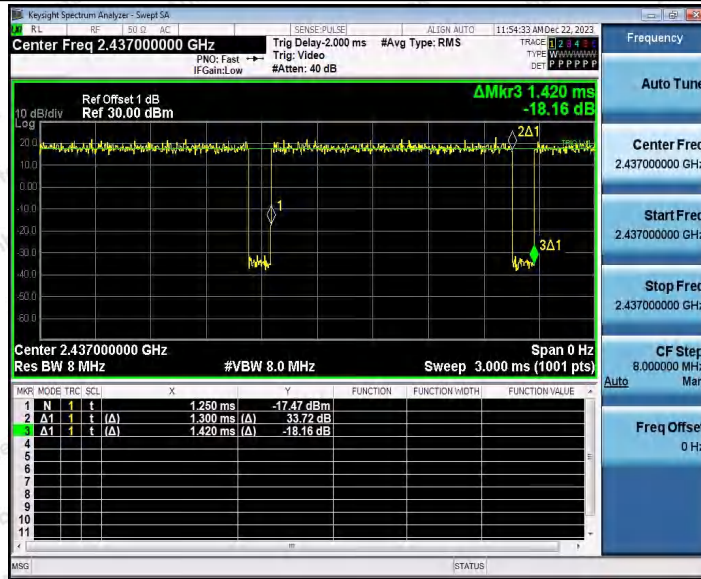 Keysight Spectrum Analyzer - Swept SA
RL RF 50 Ω AC SENSE:PULSE ALIGN AUTO 11:54:33 AM Dec 22, 2023
Center Freq 2.437000000 GHz
PNO: Fast
IFGain:Low
Trig Delay-2.000 ms
Trig: Video
#Atten: 40 dB
#Avg Type: RMS
TRACE 1 2 3 4 5 6
TYPE WWWWWW
DET P P P P P P
ΔMkr3 1.420 ms
-18.16 dB
10 dB/div
Log
Ref Offset 1 dB
Ref 30.00 dBm
20.0
10.0
0.00
-10.0
-20.0
-30.0
-40.0
-50.0
-60.0
1
2Δ1
3Δ1
Center 2.437000000 GHz Span 0 Hz
Res BW 8 MHz #VBW 8.0 MHz Sweep 3.000 ms (1001 pts)
MKR MODE TRC SCL X Y FUNCTION FUNCTION WIDTH FUNCTION VALUE
1 N 1 t 1.250 ms -17.47 dBm
2 Δ1 1 t (Δ) 1.300 ms (Δ) 33.72 dB
3 Δ1 1 t (Δ) 1.420 ms (Δ) -18.16 dB
4
5
6
7
8
9
10
11
MSG STATUS
Frequency
Auto Tune
Center Freq
2.437000000 GHz
Start Freq
2.437000000 GHz
Stop Freq
2.437000000 GHz
CF Step
8.000000 MHz
Auto Man
Freq Offset
0 Hz